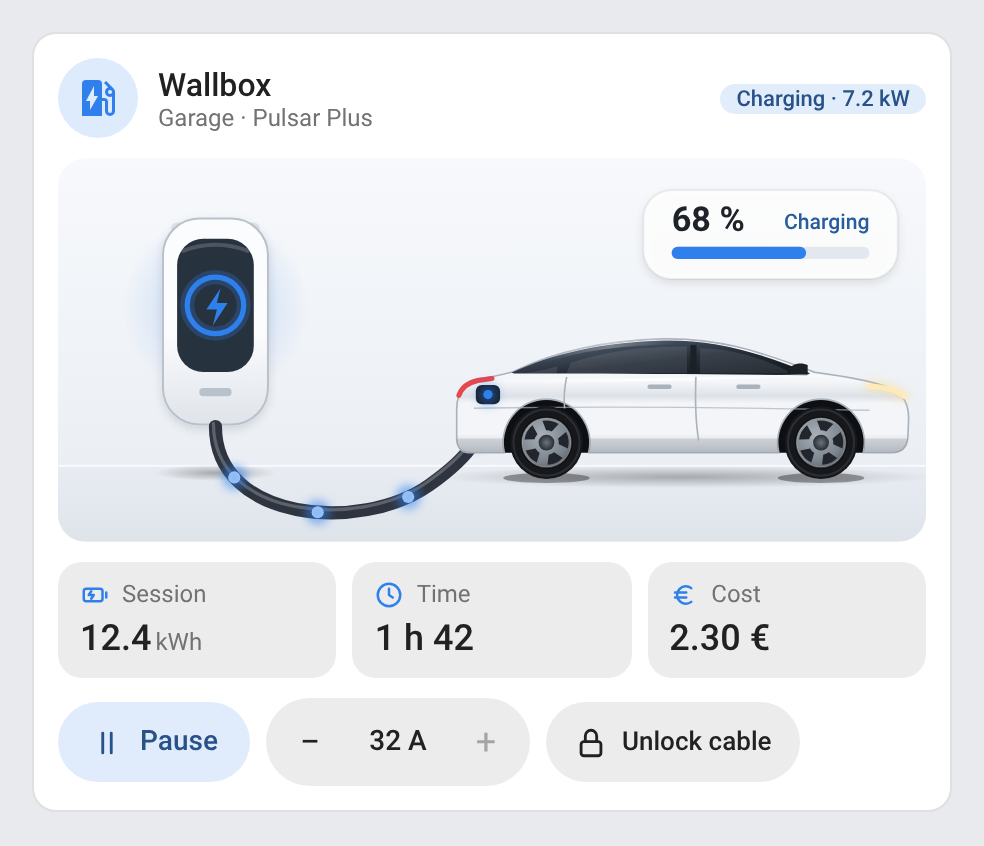 Wallbox
Garage · Pulsar Plus
Charging · 7.2 kW
68 % Charging
Session
12.4 kWh
Time
1 h 42
Cost
2.30 €
Pause
− 32 A +
Unlock cable